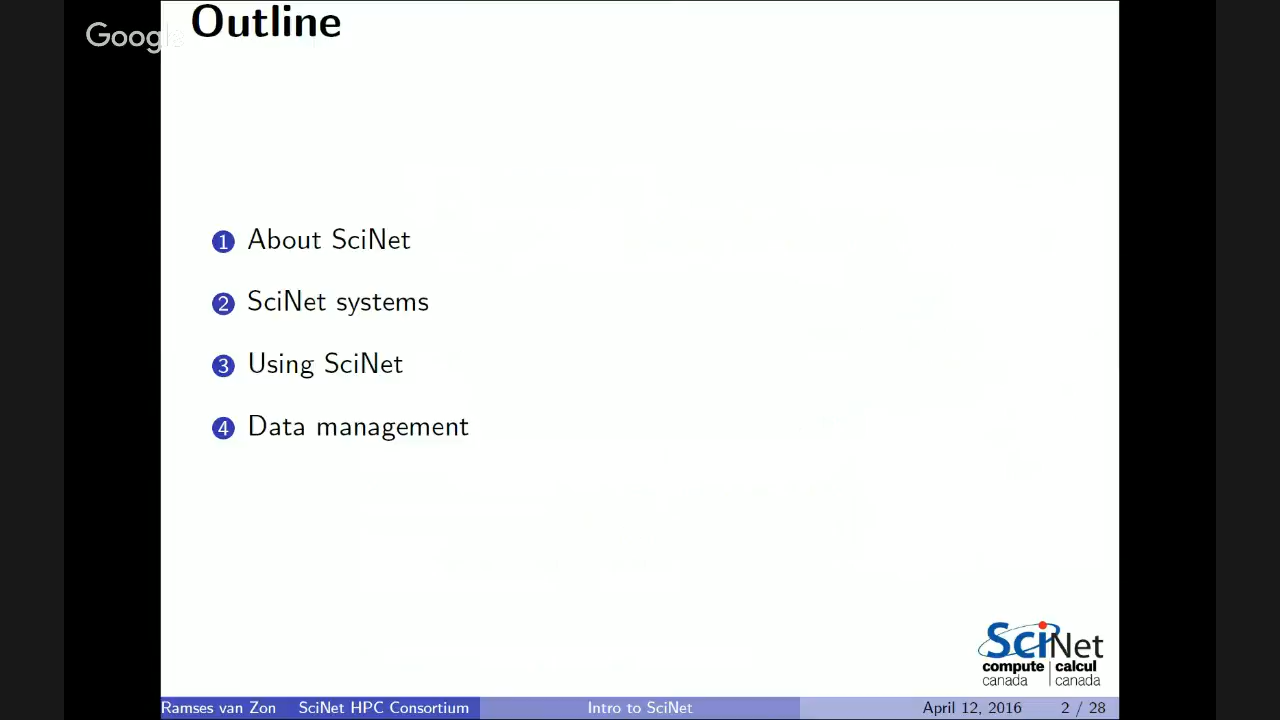 Google
Outline
1 About SciNet
2 SciNet systems
3 Using SciNet
4 Data management
SciNet
compute | calcul
canada | canada
Ramses van Zon SciNet HPC Consortium Intro to SciNet April 12, 2016 2 / 28